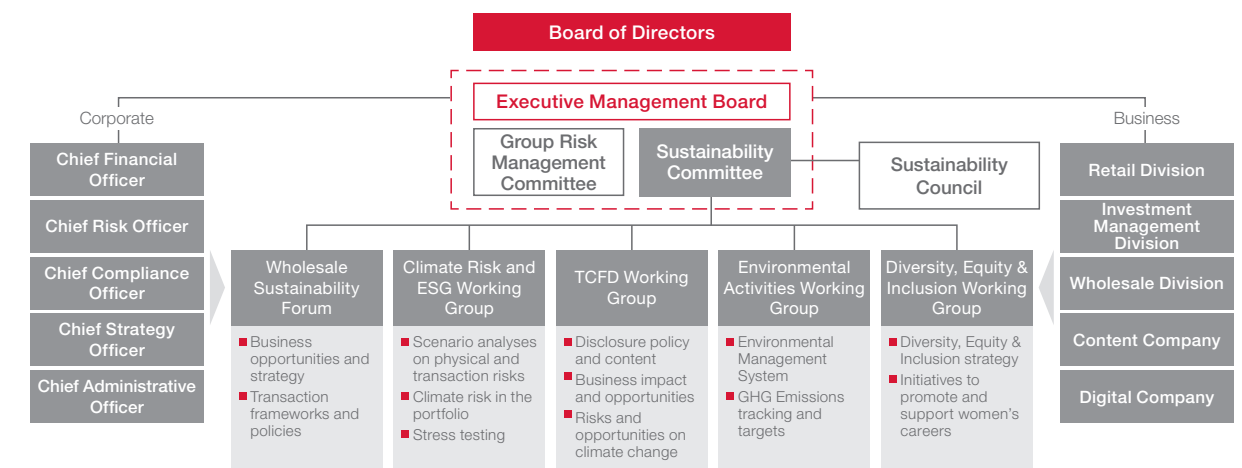 Board of Directors
Executive Management Board
Group Risk
Management
Committee
Sustainability
Committee
Sustainability
Council
Corporate
Chief Financial
Officer
Chief Risk Officer
Chief Compliance
Officer
Chief Strategy
Officer
Chief Administrative
Officer
Wholesale
Sustainability
Forum
Business
opportunities and
strategy
Transaction
frameworks and
policies
Climate Risk and
ESG Working
Group
Scenario analyses
on physical and
transaction risks
Climate risk in the
portfolio
Stress testing
TCFD Working
Group
Disclosure policy
and content
Business impact
and opportunities
Risks and
opportunities on
climate change
Environmental
Activities Working
Group
Environmental
Management
System
GHG Emissions
tracking and
targets
Diversity, Equity &
Inclusion Working
Group
Diversity, Equity &
Inclusion strategy
Initiatives to
promote and
support women's
careers
Business
Retail Division
Investment
Management
Division
Wholesale Division
Content Company
Digital Company